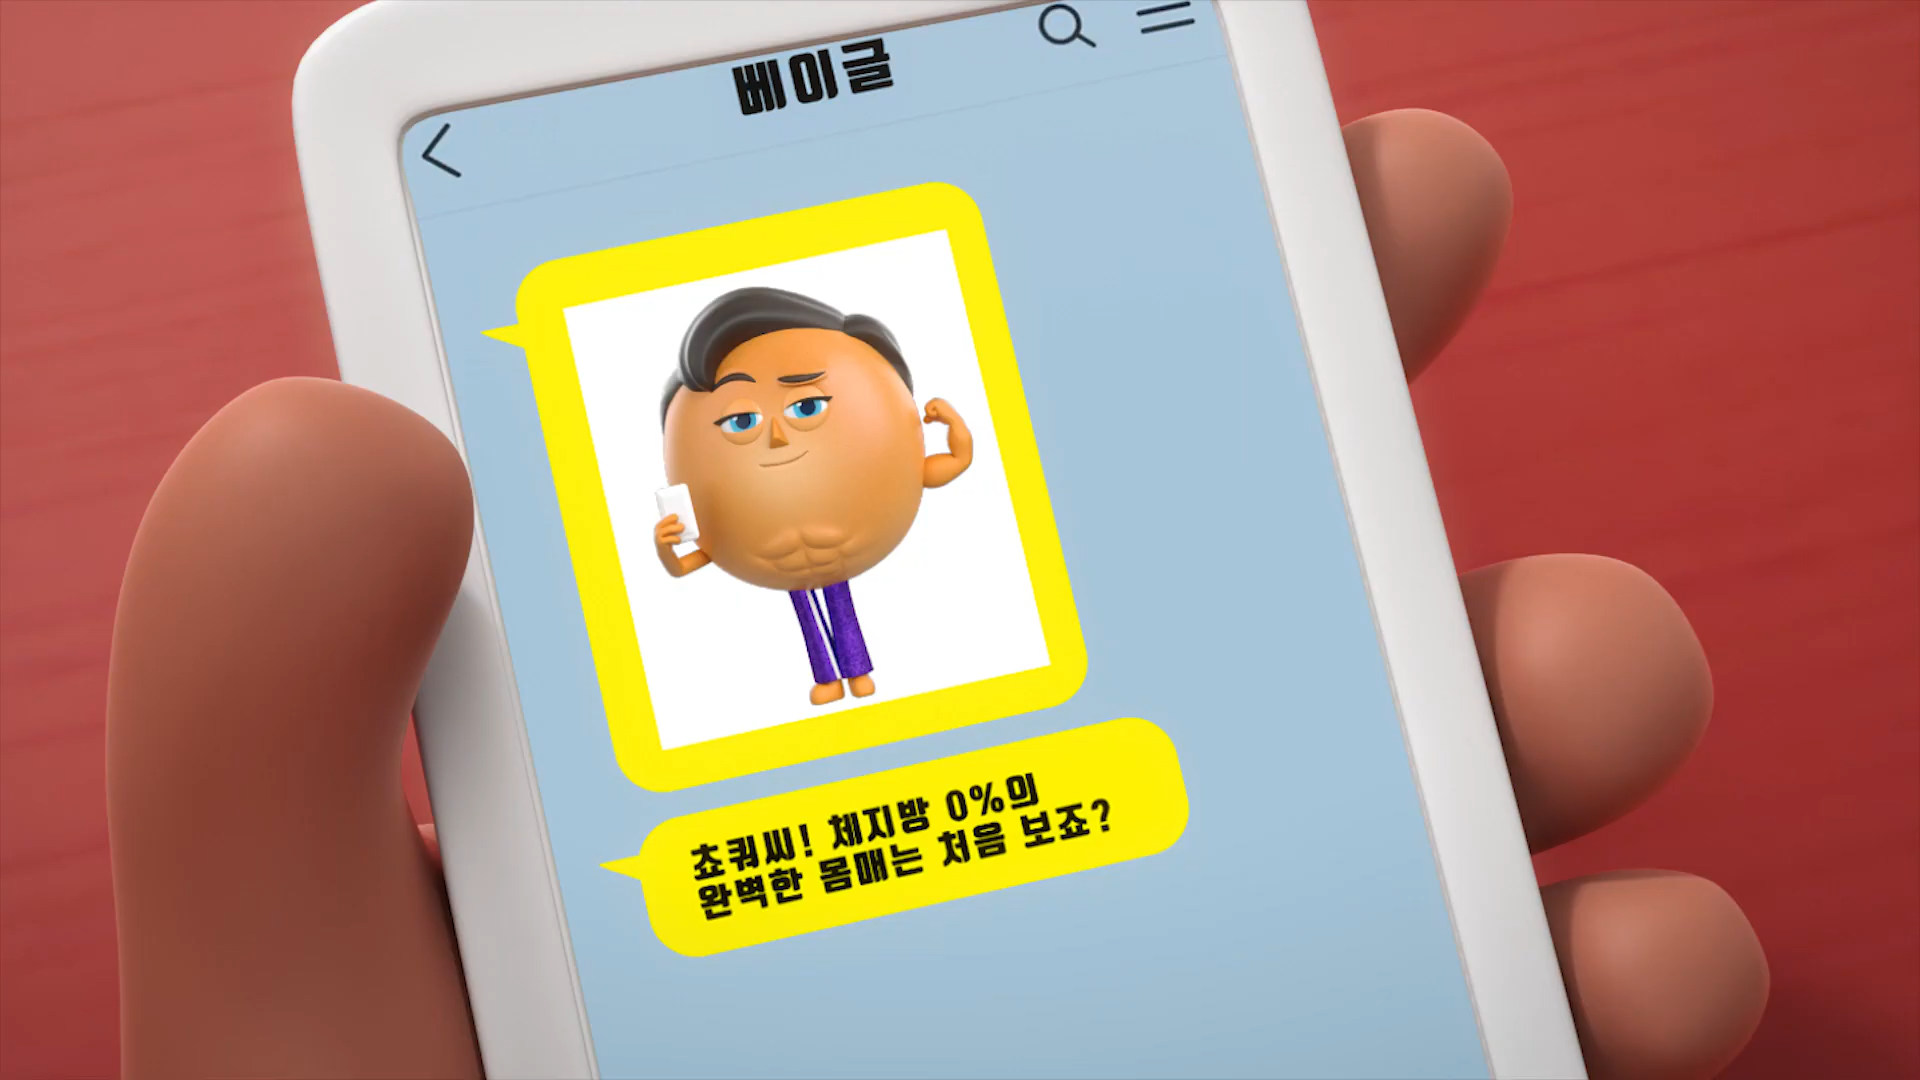 베이글
쵸쿼씨! 체지방 0%의
완벽한 몸매는 처음 보죠?